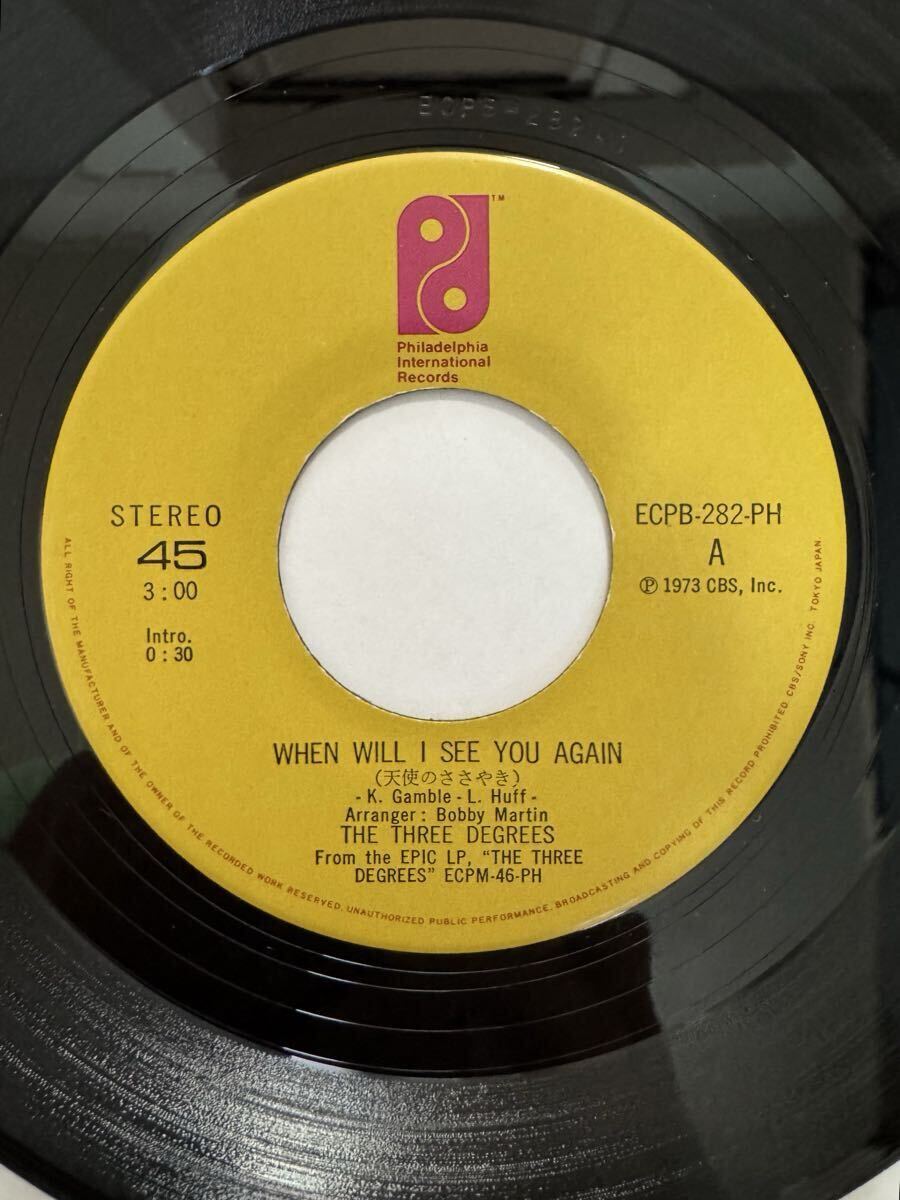 ECPB-282
TM
Philadelphia
International
Records
STEREO
45
3:00
Intro.
0:30
ECPB-282-PH
A
Ⓟ 1973 CBS, Inc.
WHEN WILL I SEE YOU AGAIN
(天使のささやき)
- K. Gamble - L. Huff -
Arranger : Bobby Martin
THE THREE DEGREES
From the EPIC LP, “THE THREE
DEGREES” ECPM-46-PH
ALL RIGHT OF THE MANUFACTURER AND OF THE OWNER OF THE RECORDED WORK RESERVED. UNAUTHORIZED PUBLIC PERFORMANCE. BROADCASTING AND COPYING OF THIS RECORD PROHIBITED. CBS/SONY INC. TOKYO JAPAN.